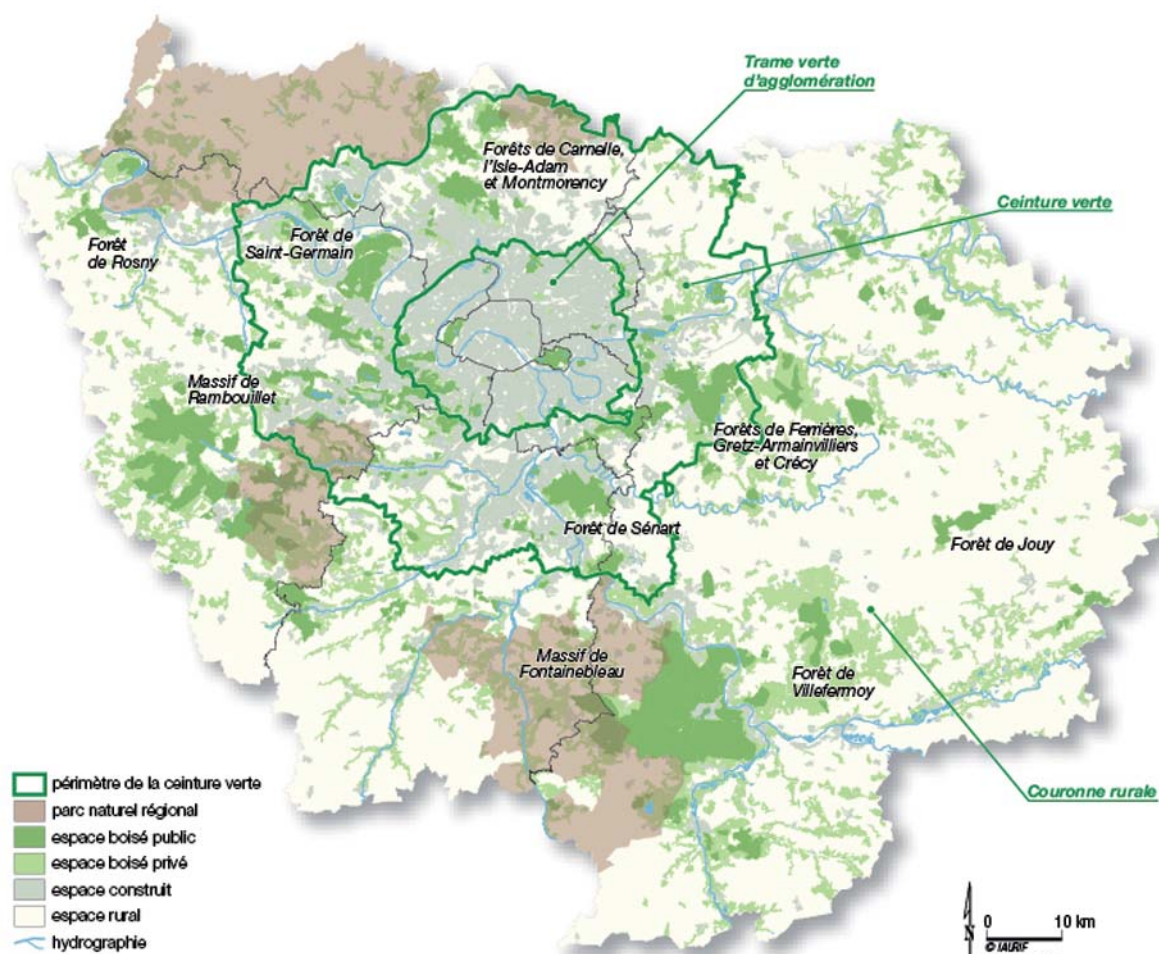 Trame verte
d'agglomération
Forêts de Carnelle,
l'Isle-Adam
et Montmorency
Ceinture verte
Forêt
de Rosny
Forêt de
Saint-Germain
Massif de
Rambouillet
Forêts de Ferrières,
Gretz-Armainvilliers
et Crécy
Forêt de Sénart
Forêt de Jouy
Massif de
Fontainebleau
Forêt de
Villefermoy
Couronne rurale
périmètre de la ceinture verte
parc naturel régional
espace boisé public
espace boisé privé
espace construit
espace rural
hydrographie
N
0 10 km
© IAURIF